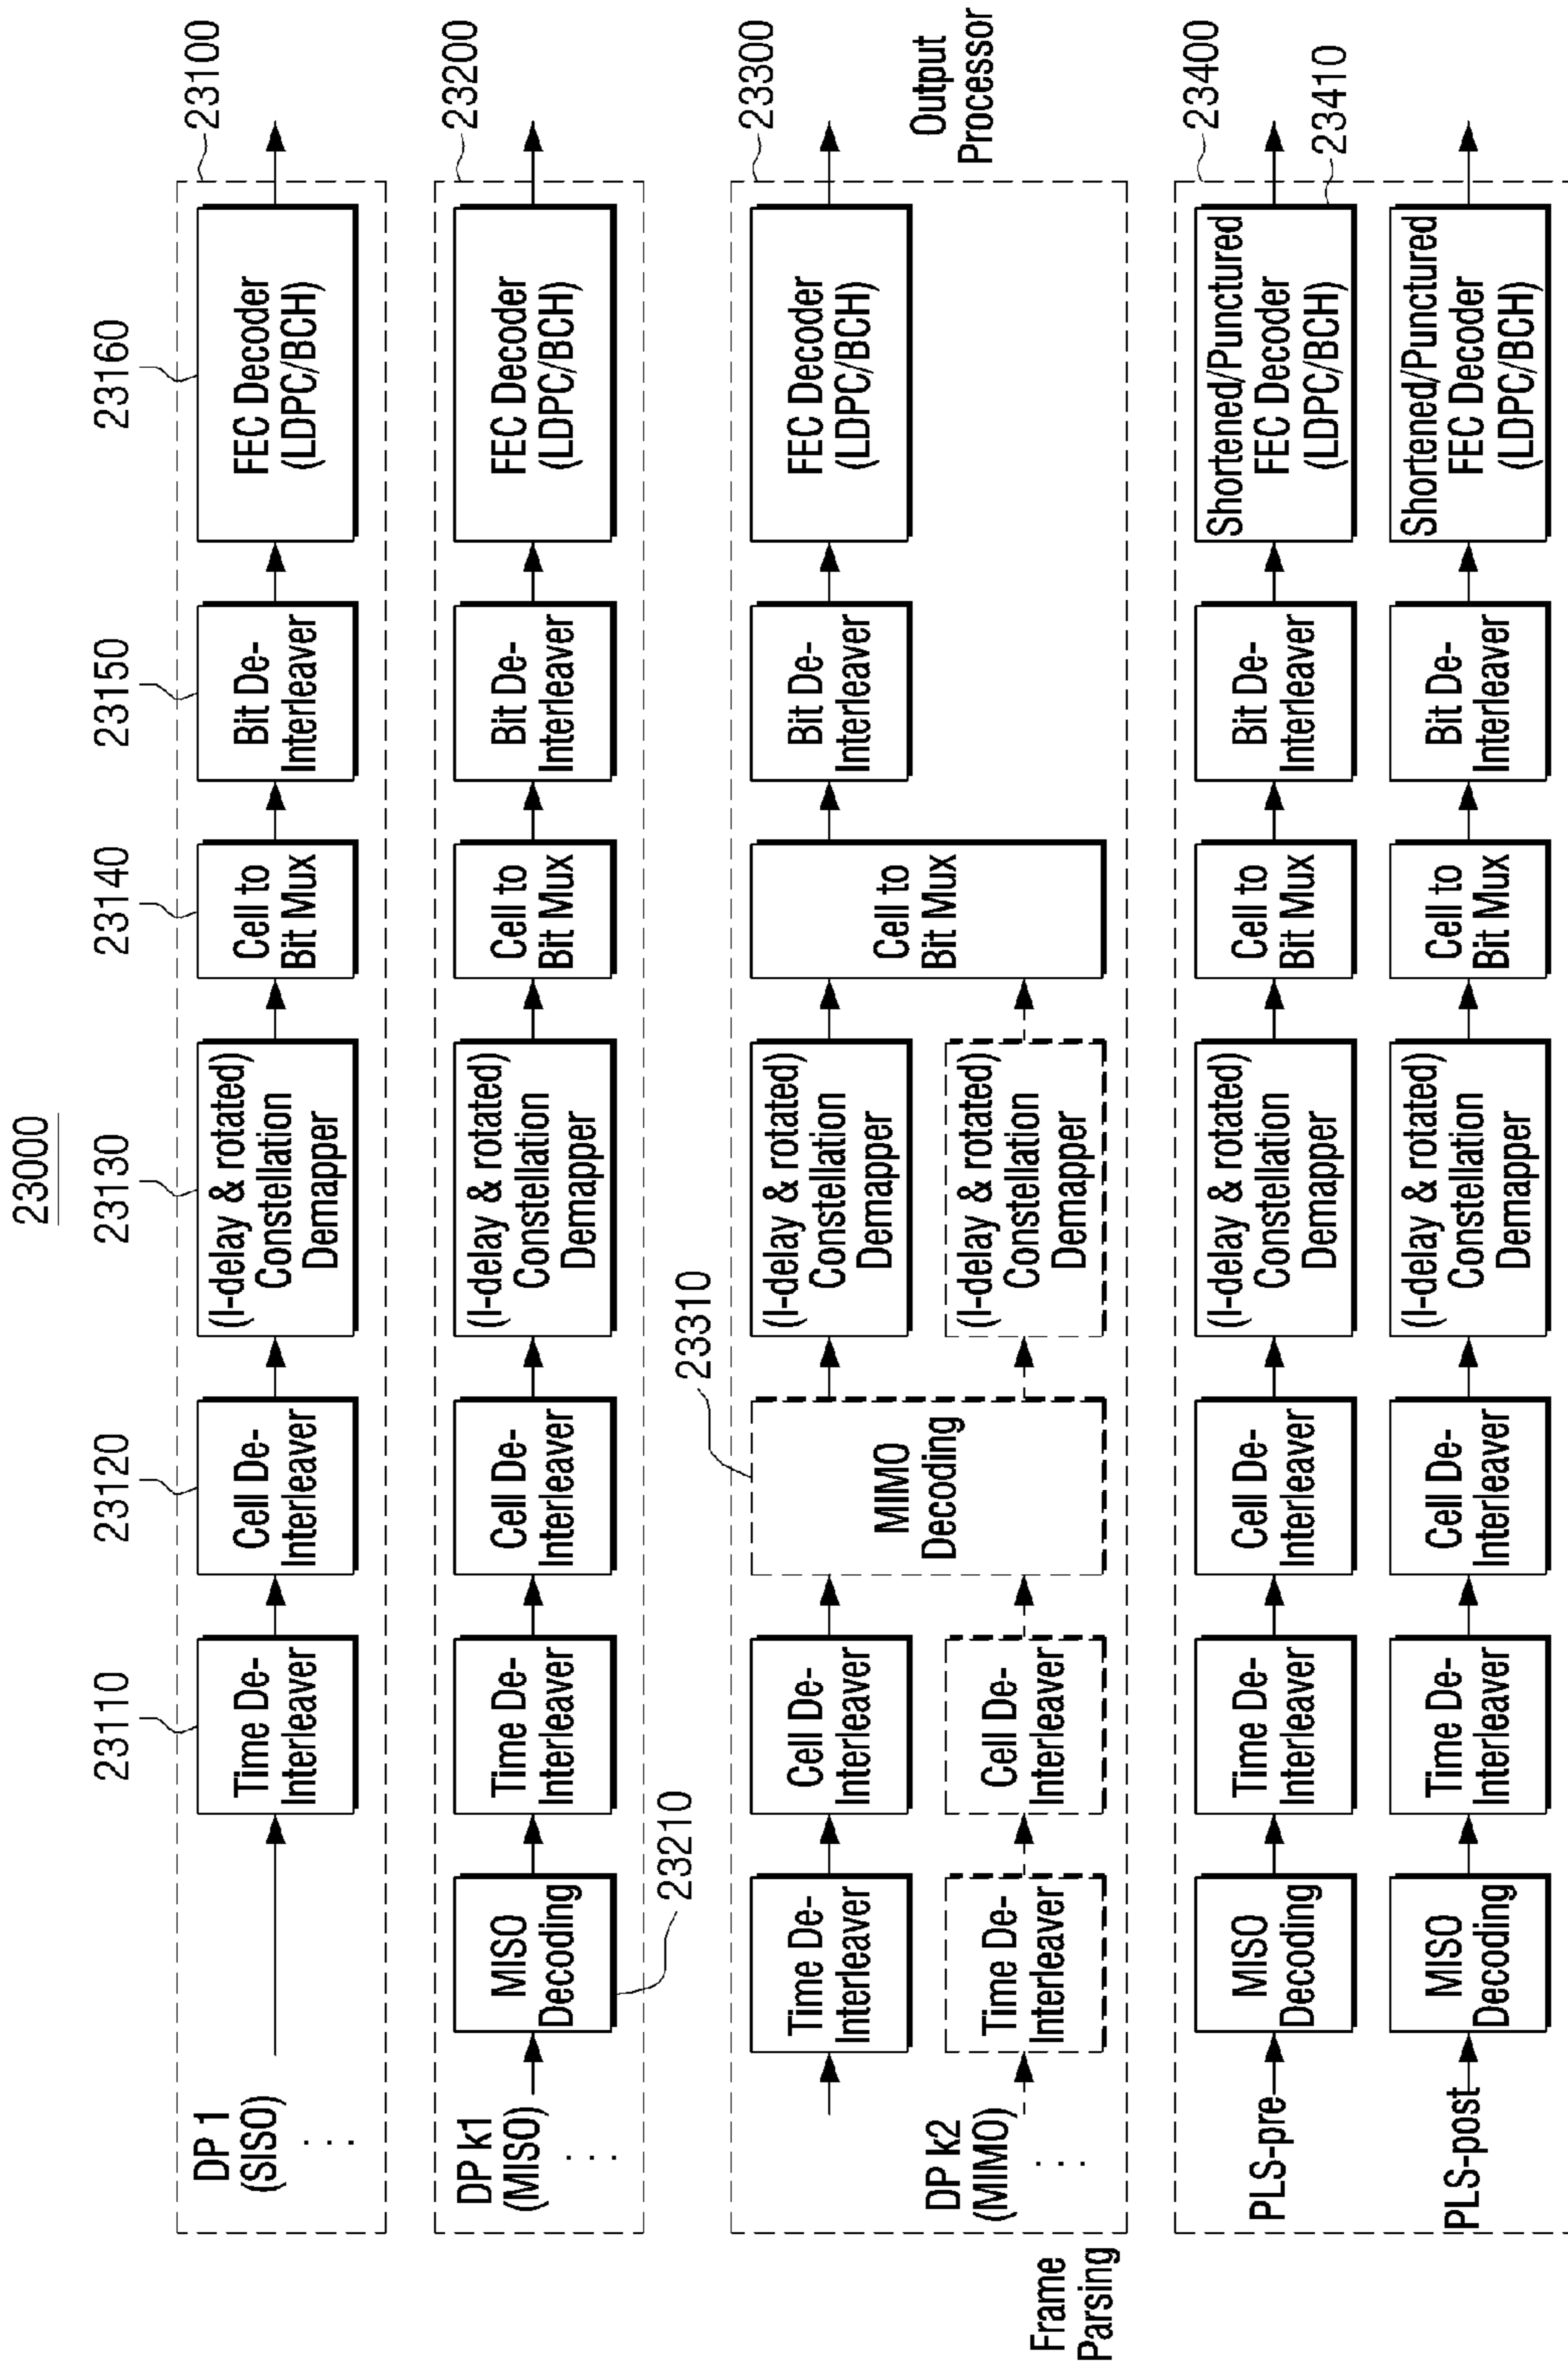 23000
23110
23120
23130
23140
23150
23160
23100
DP 1
(SISO)
Time De-
Interleaver
Cell De-
Interleaver
(I-delay & rotated)
Constellation
Demapper
Cell to
Bit Mux
Bit De-
Interleaver
FEC Decoder
(LDPC/BCH)
23200
DP k1
(MISO)
MISO
Decoding
23210
Time De-
Interleaver
Cell De-
Interleaver
(I-delay & rotated)
Constellation
Demapper
Cell to
Bit Mux
Bit De-
Interleaver
FEC Decoder
(LDPC/BCH)
23310
23300
Time De-
Interleaver
Cell De-
Interleaver
MIMO
Decoding
(I-delay & rotated)
Constellation
Demapper
Cell to
Bit Mux
Bit De-
Interleaver
FEC Decoder
(LDPC/BCH)
DP k2
(MIMO)
Time De-
Interleaver
Cell De-
Interleaver
(I-delay & rotated)
Constellation
Demapper
Frame
Parsing
Output
Processor
23400
PLS-pre
MISO
Decoding
Time De-
Interleaver
Cell De-
Interleaver
(I-delay & rotated)
Constellation
Demapper
Cell to
Bit Mux
Bit De-
Interleaver
Shortened/Punctured
FEC Decoder
(LDPC/BCH)
23410
PLS-post
MISO
Decoding
Time De-
Interleaver
Cell De-
Interleaver
(I-delay & rotated)
Constellation
Demapper
Cell to
Bit Mux
Bit De-
Interleaver
Shortened/Punctured
FEC Decoder
(LDPC/BCH)